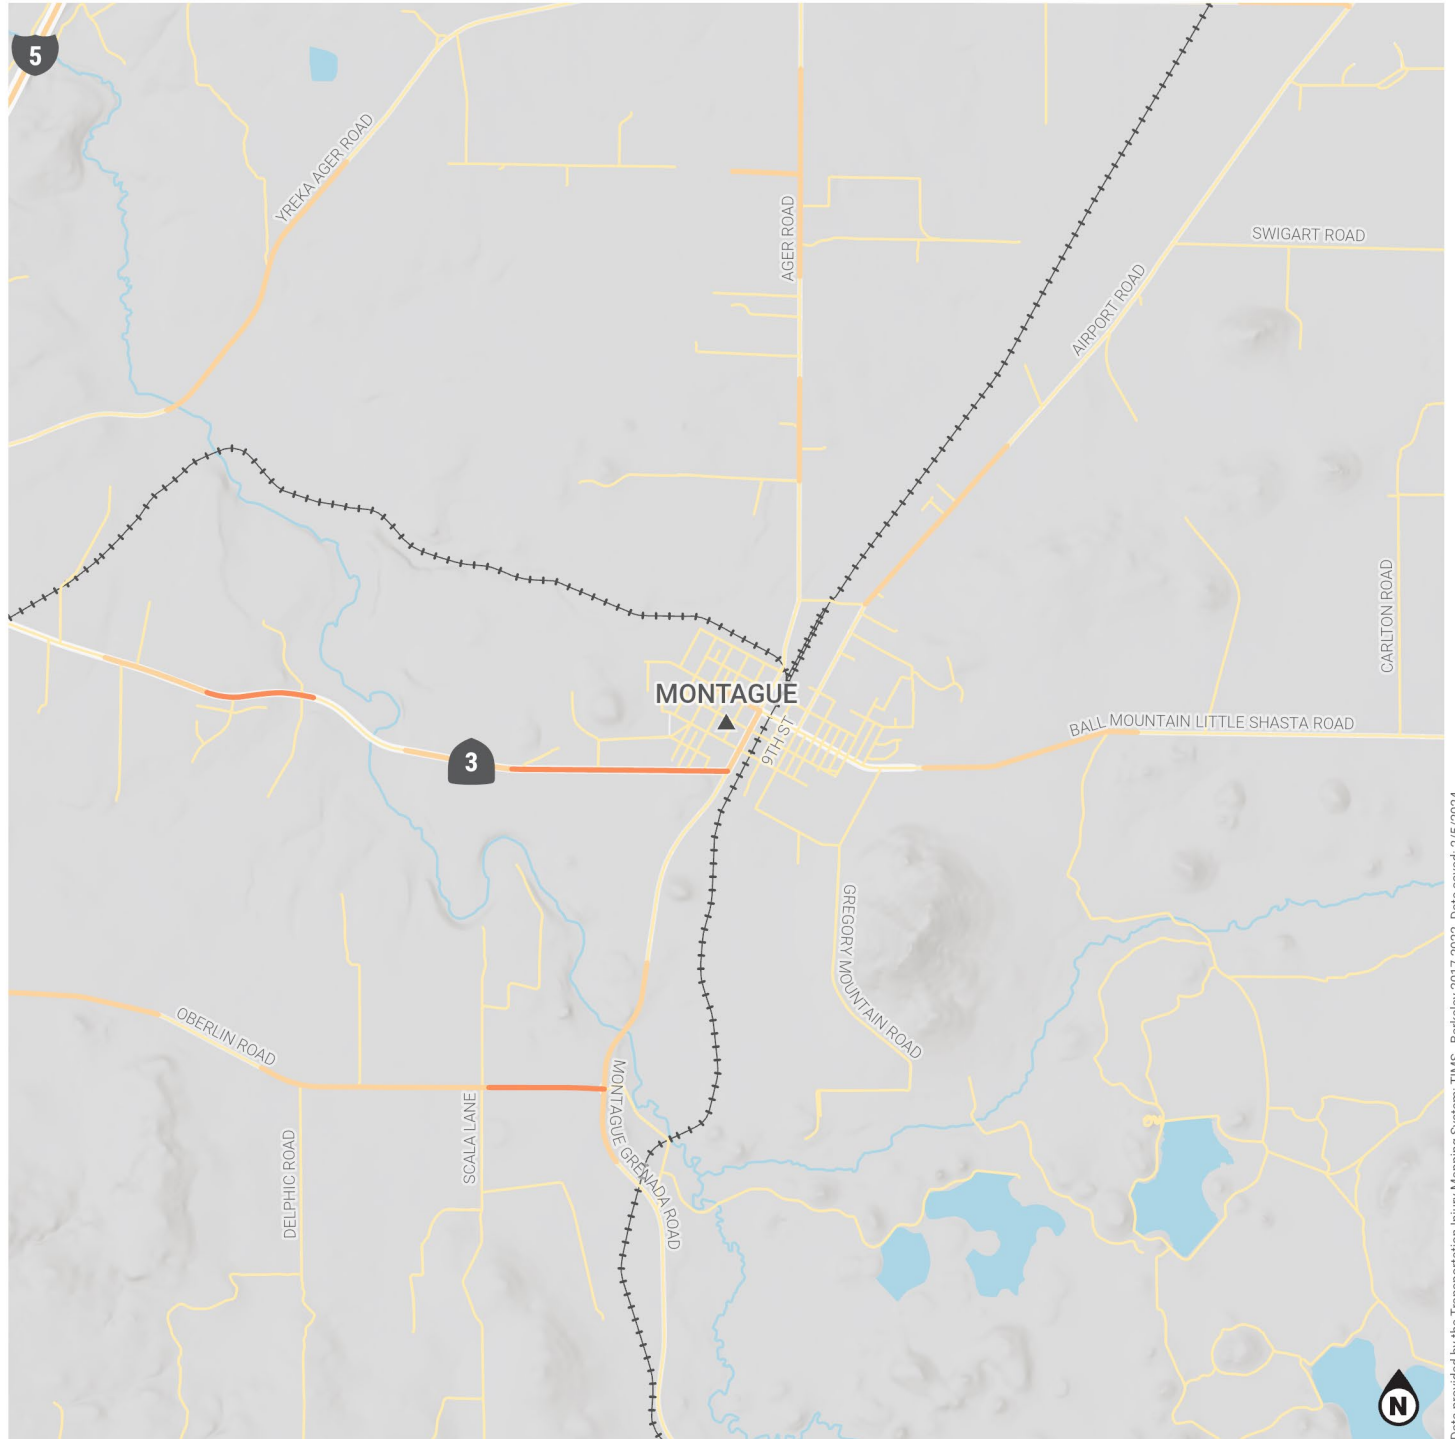 5
YREKA AGER ROAD
AGER ROAD
SWIGART ROAD
AIRPORT ROAD
CARLTON ROAD
MONTAGUE
9TH ST
BALL MOUNTAIN LITTLE SHASTA ROAD
3
GREGORY MOUNTAIN ROAD
OBERLIN ROAD
MONTAGUE GRENADA ROAD
SCALA LANE
DELPHIC ROAD
N